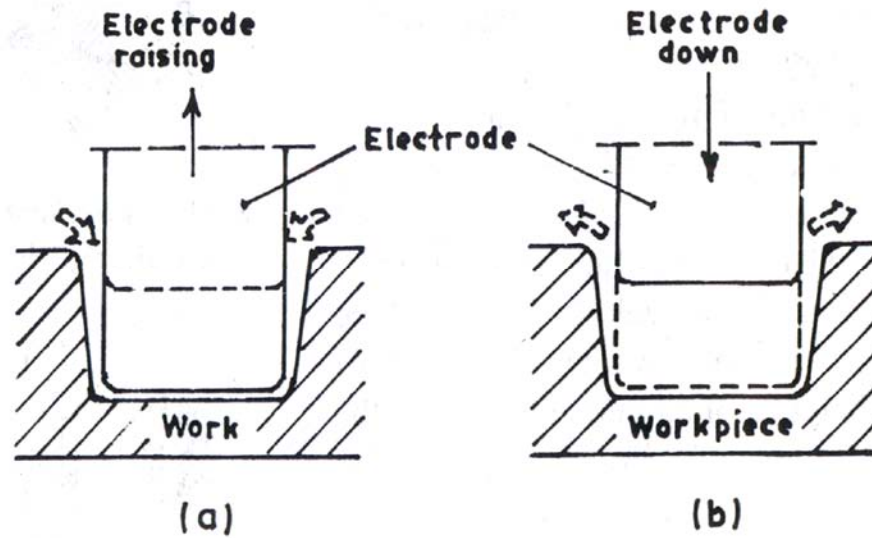 Electrode
raising
Electrode
down
Electrode
Work
Workpiece
(a)
(b)